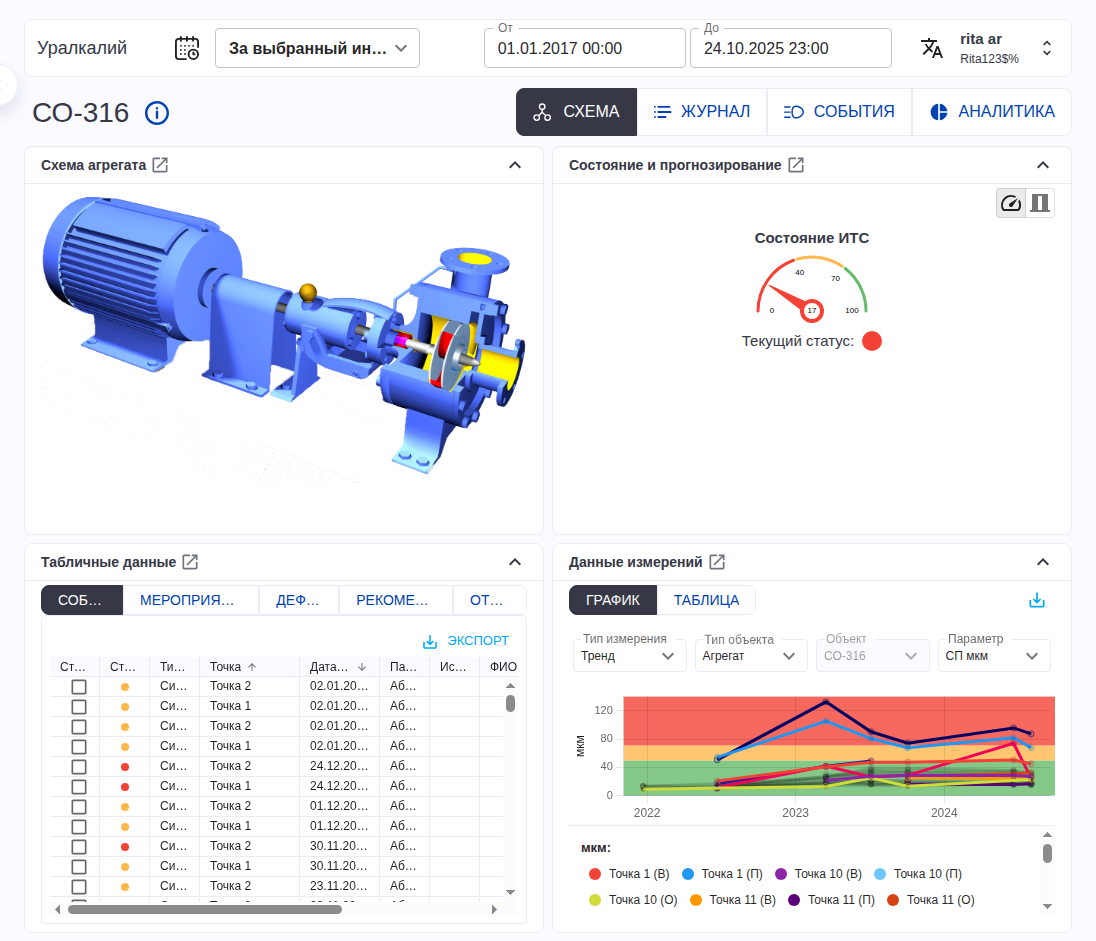 Уралкалий
За выбранный ин…
От
01.01.2017 00:00
До
24.10.2025 23:00
rita ar
Rita123$%
СО-316
СХЕМА
ЖУРНАЛ
СОБЫТИЯ
АНАЛИТИКА
Схема агрегата
Состояние и прогнозирование
Состояние ИТС
0
40
70
100
17
Текущий статус:
Табличные данные
СОБ…
МЕРОПРИЯ…
ДЕФ…
РЕКОМЕ…
ОТ…
ЭКСПОРТ
Ст… Ст… Ти… Точка Дата… Па… Ис… ФИО
Си… Точка 2 02.01.20… Аб…
Си… Точка 1 02.01.20… Аб…
Си… Точка 2 02.01.20… Аб…
Си… Точка 1 02.01.20… Аб…
Си… Точка 2 24.12.20… Аб…
Си… Точка 1 24.12.20… Аб…
Си… Точка 2 01.12.20… Аб…
Си… Точка 1 01.12.20… Аб…
Си… Точка 2 30.11.20… Аб…
Си… Точка 1 30.11.20… Аб…
Си… Точка 2 23.11.20… Аб…
Данные измерений
ГРАФИК
ТАБЛИЦА
Тип измерения
Тренд
Тип объекта
Агрегат
Объект
СО-316
Параметр
СП мкм
мкм
120
80
40
0
2022
2023
2024
мкм:
Точка 1 (В) Точка 1 (П) Точка 10 (В) Точка 10 (П)
Точка 10 (О) Точка 11 (В) Точка 11 (П) Точка 11 (О)